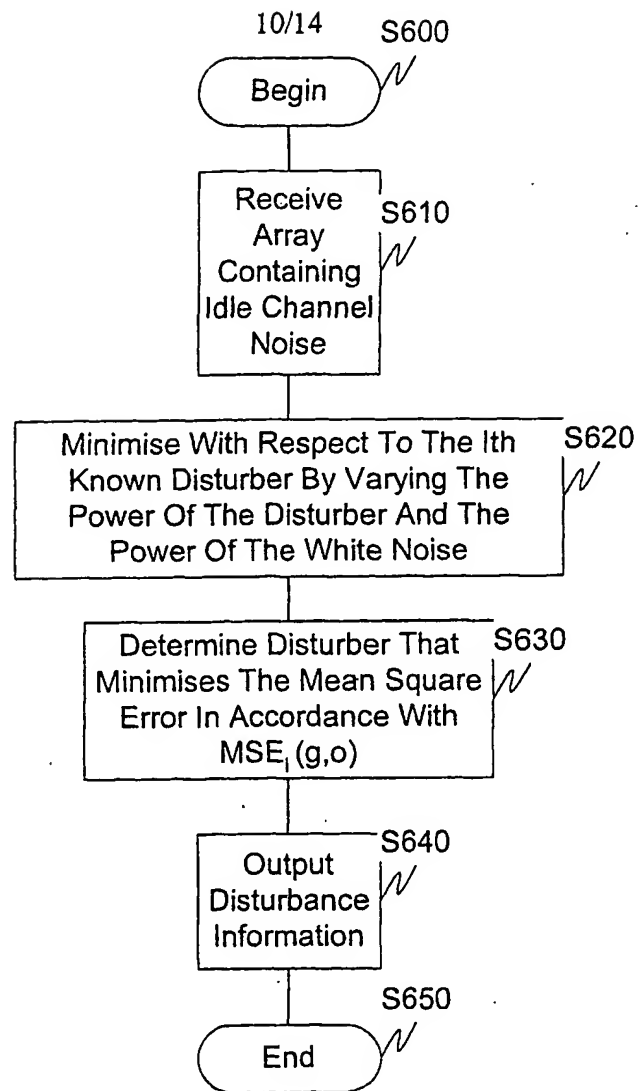 10/14
S600
Begin
S610
Receive
Array
Containing
Idle Channel
Noise
S620
Minimise With Respect To The Ith
Known Disturber By Varying The
Power Of The Disturber And The
Power Of The White Noise
S630
Determine Disturber That
Minimises The Mean Square
Error In Accordance With
MSE₁(g,o)
S640
Output
Disturbance
Information
S650
End